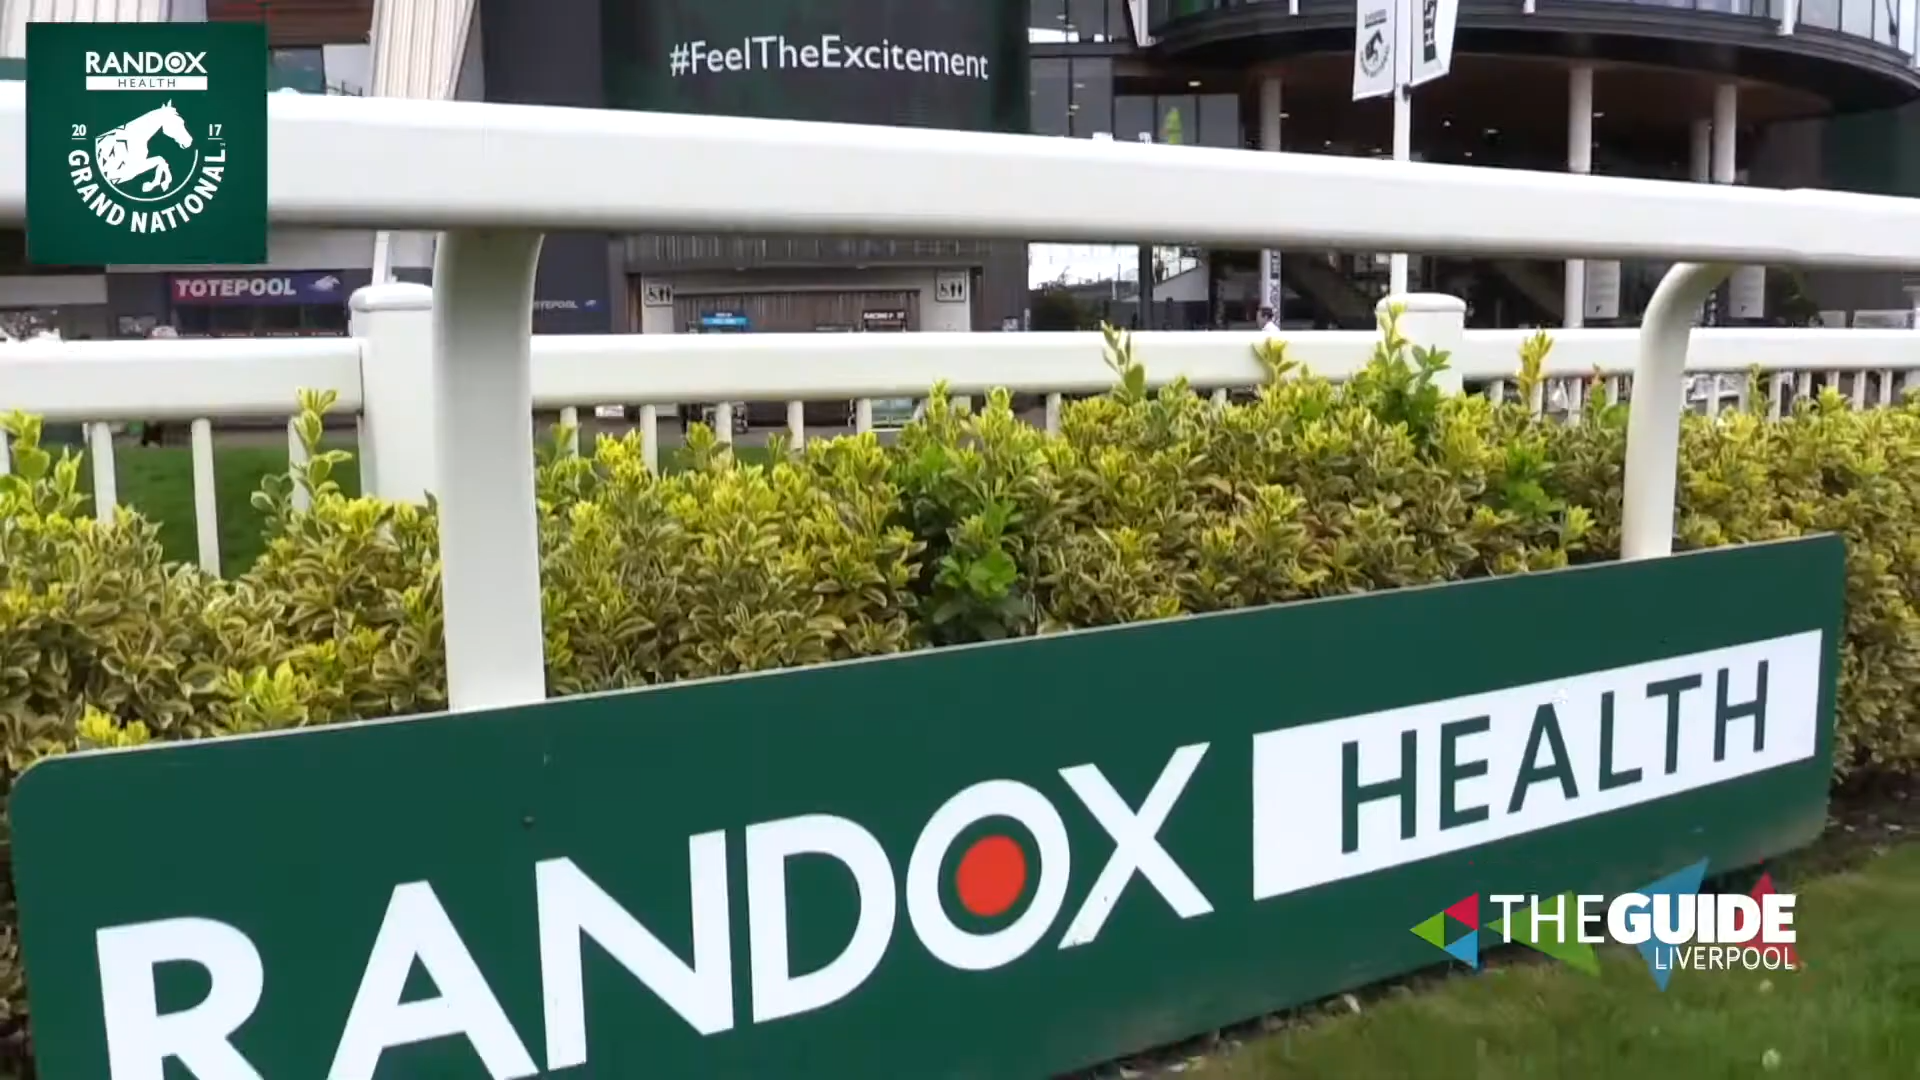 #FeelTheExcitement
RANDOX
HEALTH
20 17
GRAND NATIONAL
TOTEPOOL
RANDOX HEALTH
THEGUIDE
LIVERPOOL